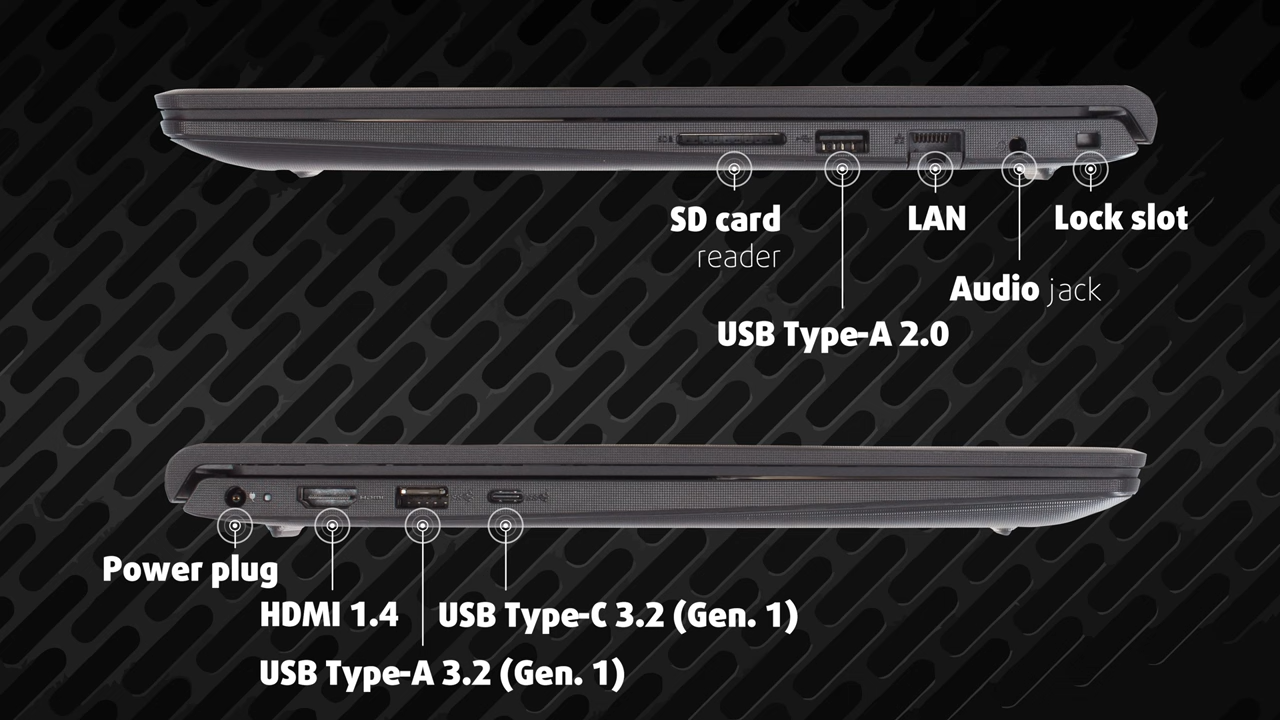 SD card
reader
LAN
Lock slot
Audio jack
USB Type-A 2.0
Power plug
HDMI 1.4
USB Type-C 3.2 (Gen. 1)
USB Type-A 3.2 (Gen. 1)